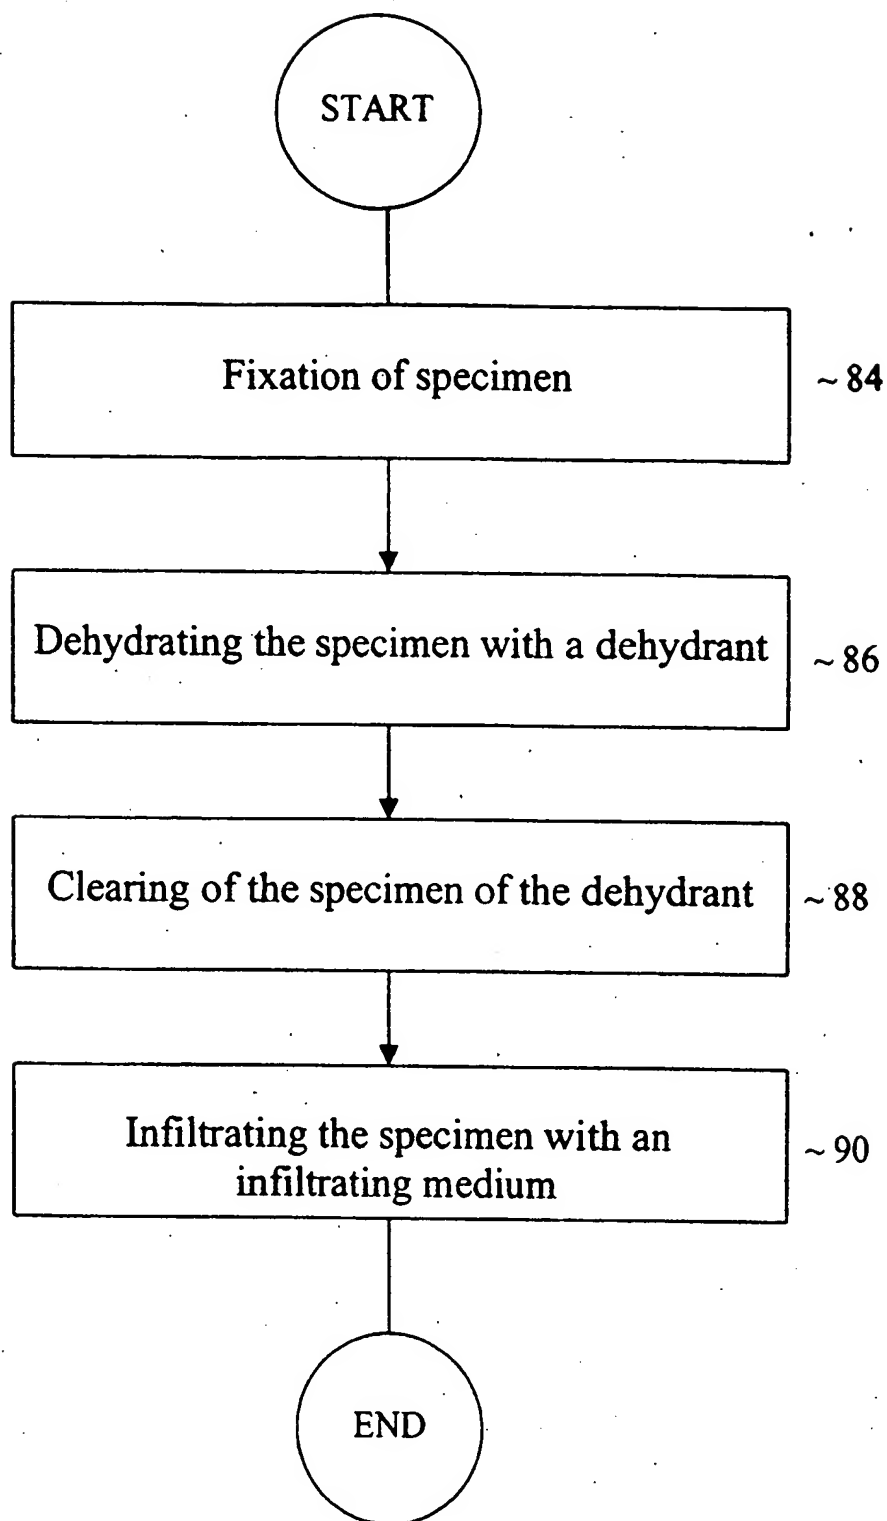 START
Fixation of specimen
~ 84
Dehydrating the specimen with a dehydrant
~ 86
Clearing of the specimen of the dehydrant
~ 88
Infiltrating the specimen with an
infiltrating medium
~ 90
END